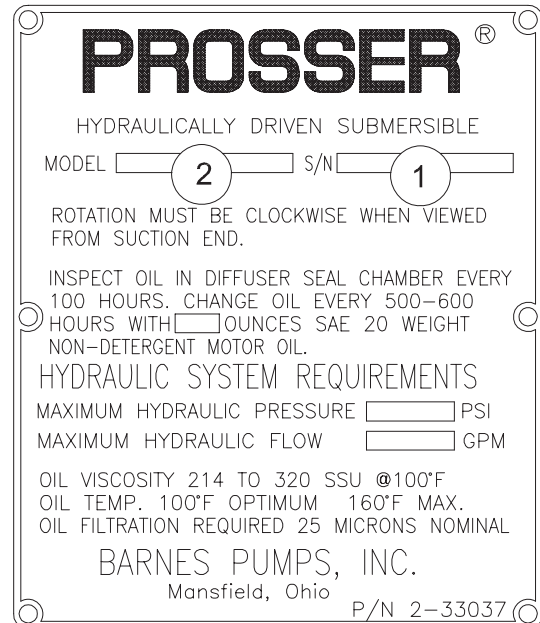 PROSSER®
HYDRAULICALLY DRIVEN SUBMERSIBLE
MODEL 2 S/N 1
ROTATION MUST BE CLOCKWISE WHEN VIEWED
FROM SUCTION END.
INSPECT OIL IN DIFFUSER SEAL CHAMBER EVERY
100 HOURS. CHANGE OIL EVERY 500-600
HOURS WITH OUNCES SAE 20 WEIGHT
NON-DETERGENT MOTOR OIL.
HYDRAULIC SYSTEM REQUIREMENTS
MAXIMUM HYDRAULIC PRESSURE PSI
MAXIMUM HYDRAULIC FLOW GPM
OIL VISCOSITY 214 TO 320 SSU @100°F
OIL TEMP. 100°F OPTIMUM 160°F MAX.
OIL FILTRATION REQUIRED 25 MICRONS NOMINAL
BARNES PUMPS, INC.
Mansfield, Ohio
P/N 2-33037